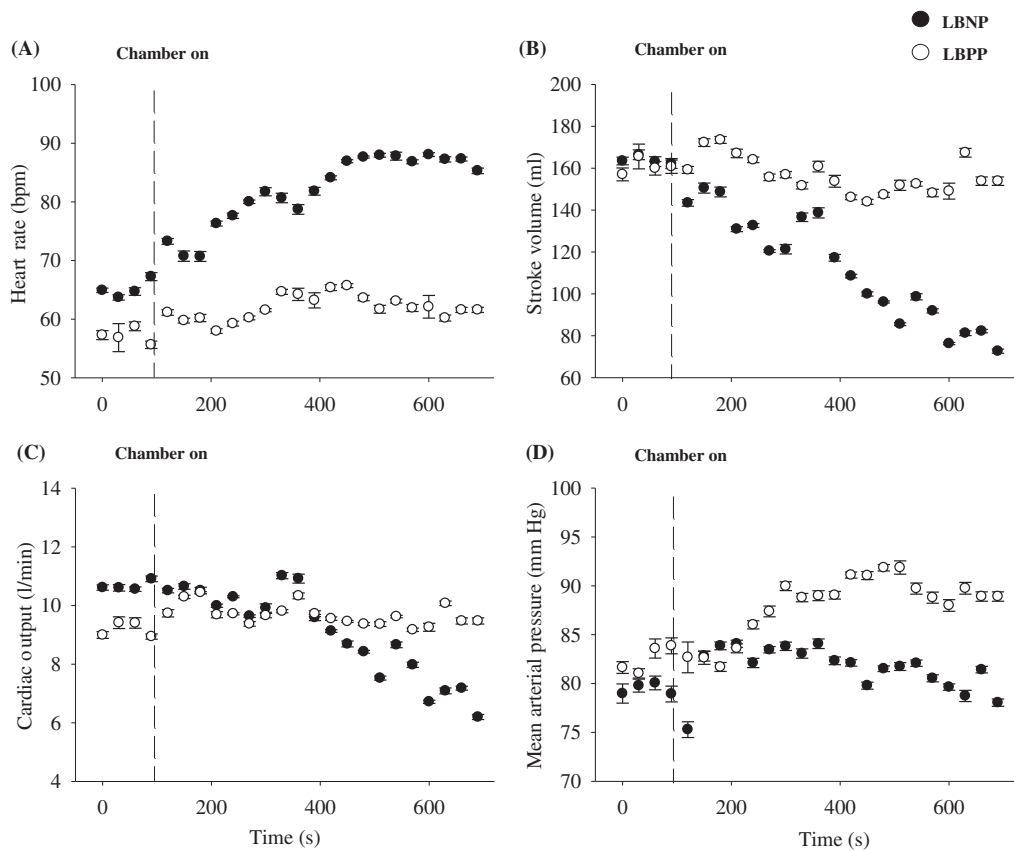 LBNP
LBPP
(A)
Chamber on
100
90
80
70
60
50
Heart rate (bpm)
0 200 400 600
(B)
Chamber on
200
180
160
140
120
100
80
60
Stroke volume (ml)
0 200 400 600
(C)
Chamber on
14
12
10
8
6
4
Cardiac output (l/min)
0 200 400 600
Time (s)
(D)
Chamber on
100
95
90
85
80
75
70
Mean arterial pressure (mm Hg)
0 200 400 600
Time (s)